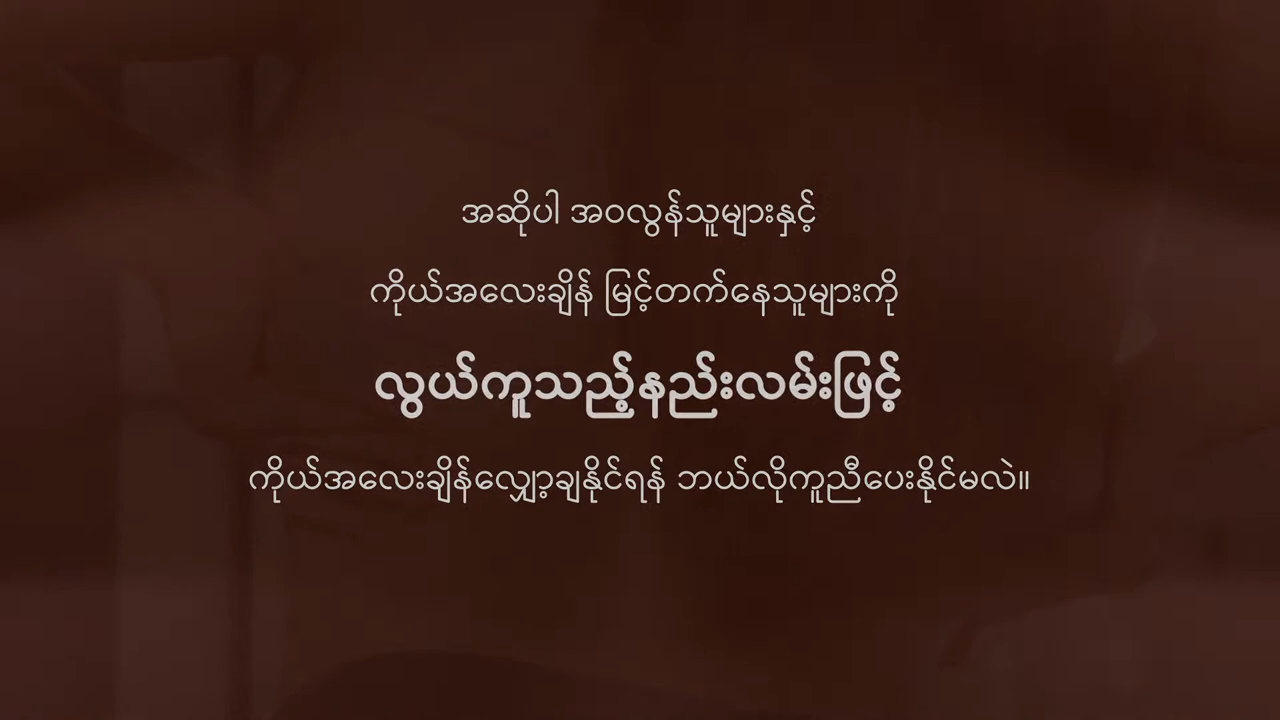 အဆိုပါ အဝလွန်သူများနှင့်
ကိုယ်အလေးချိန် မြင့်တက်နေသူများကို
လွယ်ကူသည့်နည်းလမ်းဖြင့်
ကိုယ်အလေးချိန်လျှော့ချနိုင်ရန် ဘယ်လိုကူညီပေးနိုင်မလဲ။